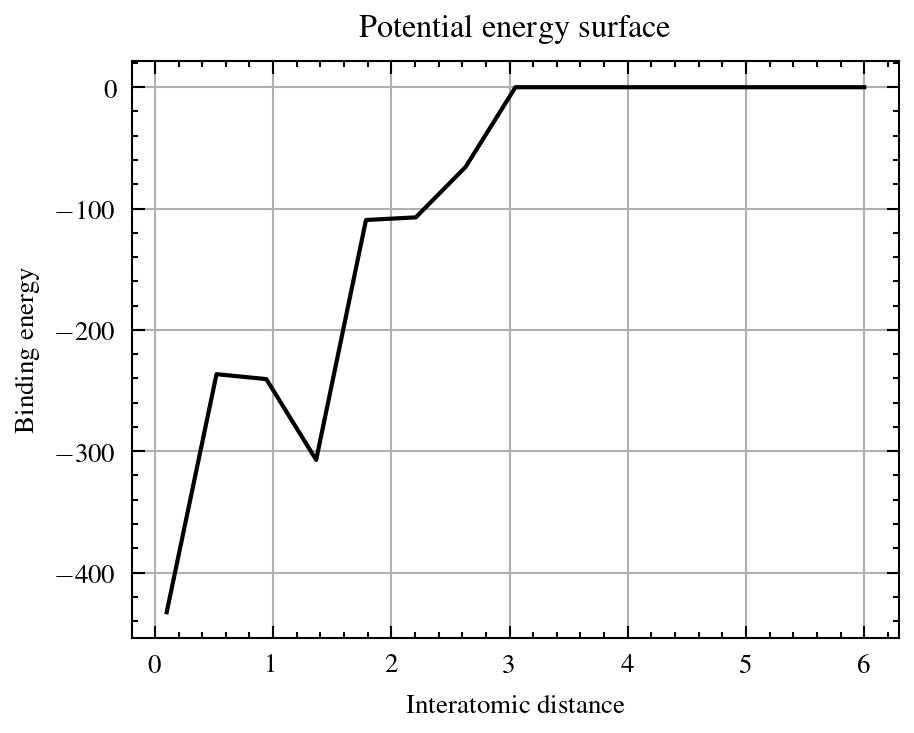 Potential energy surface
Binding energy
0
−100
−200
−300
−400
0 1 2 3 4 5 6
Interatomic distance